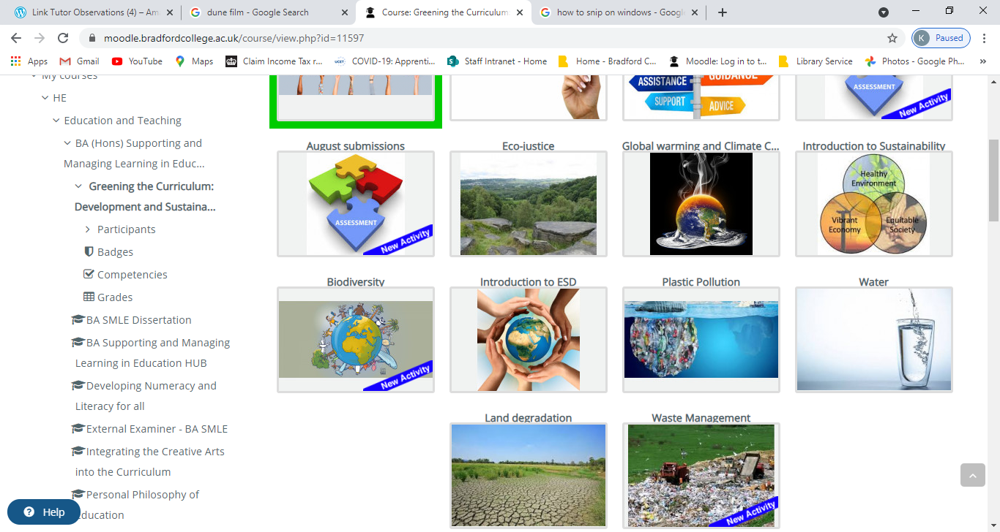 Link Tutor Observations (4) – Am
dune film - Google Search
Course: Greening the Curriculum:
how to snip on windows - Googl
moodle.bradfordcollege.ac.uk/course/view.php?id=11597
K
Paused
Apps
Gmail
YouTube
Maps
Claim Income Tax r...
UCET
COVID-19: Apprenti...
Staff Intranet - Home
Home - Bradford C...
Moodle: Log in to t...
Library Service
Photos - Google Ph...
»
My courses
HE
Education and Teaching
BA (Hons) Supporting and
Managing Learning in Educ...
Greening the Curriculum:
Development and Sustaina...
Participants
Badges
Competencies
Grades
BA SMLE Dissertation
BA Supporting and Managing
Learning in Education HUB
Developing Numeracy and
Literacy for all
External Examiner - BA SMLE
Integrating the Creative Arts
into the Curriculum
Personal Philosophy of
ducation
Help
ASSISTANCE
GUIDANCE
SUPPORT
ADVICE
ASSESSMENT
New Activity
August submissions
ASSESSMENT
New Activity
Eco-justice
Global warming and Climate C...
Introduction to Sustainability
Healthy
Environment
Vibrant
Economy
Equitable
Society
Biodiversity
New Activity
Introduction to ESD
Plastic Pollution
Water
Land degradation
Waste Management
New Activity